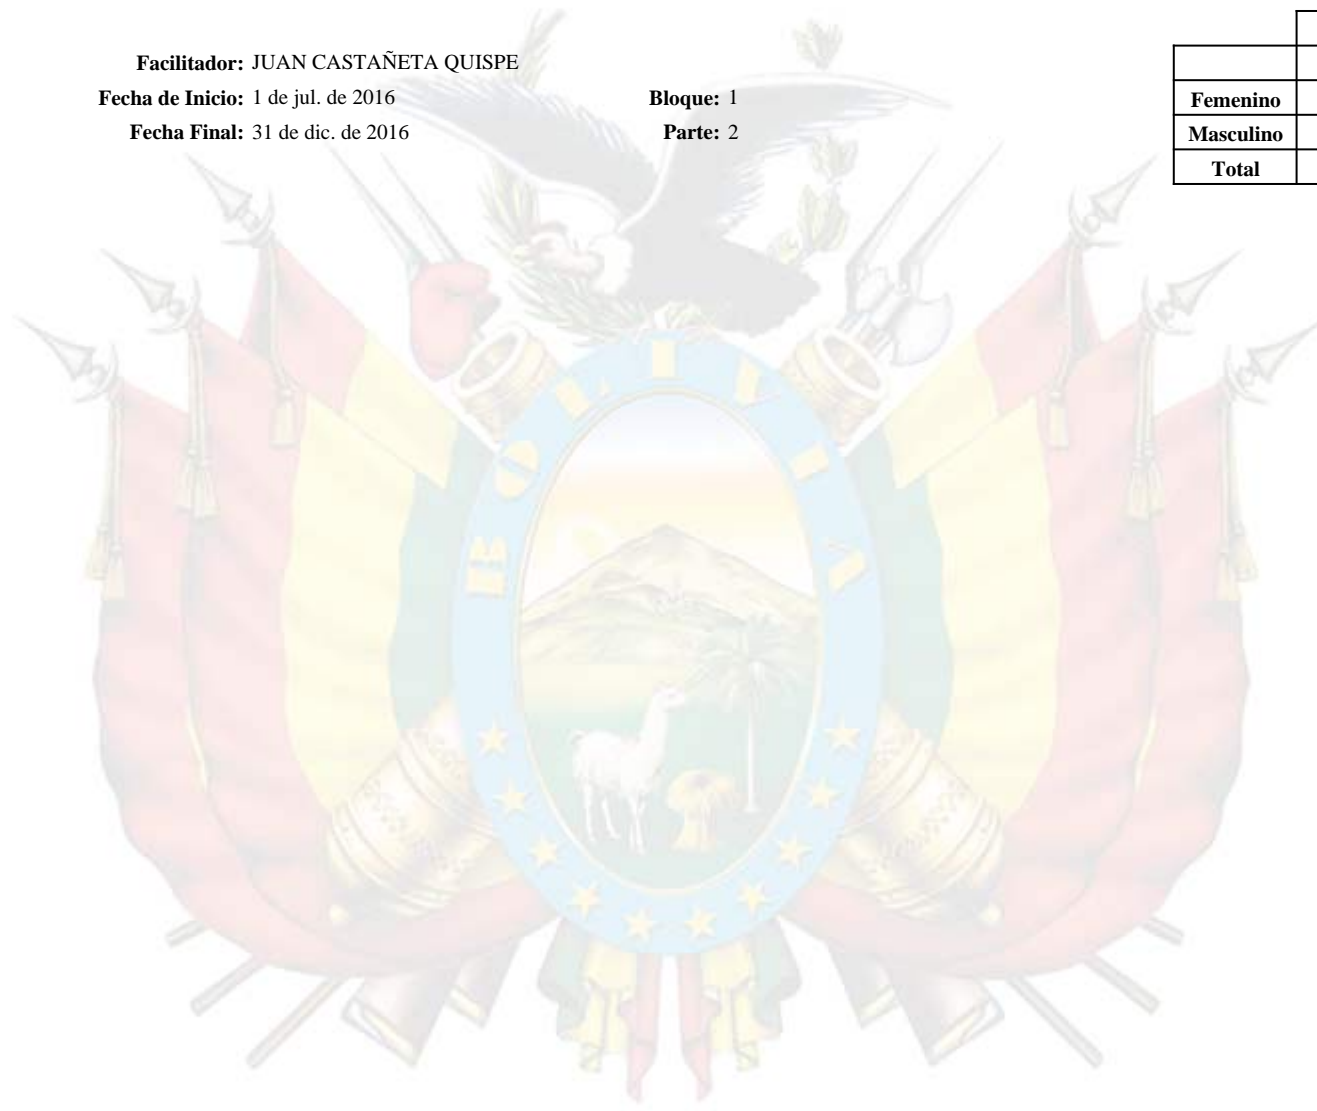 Facilitador: JUAN CASTAÑETA QUISPE
Fecha de Inicio: 1 de jul. de 2016 Bloque: 1
Fecha Final: 31 de dic. de 2016 Parte: 2
Femenino
Masculino
Total
BOLIVIA